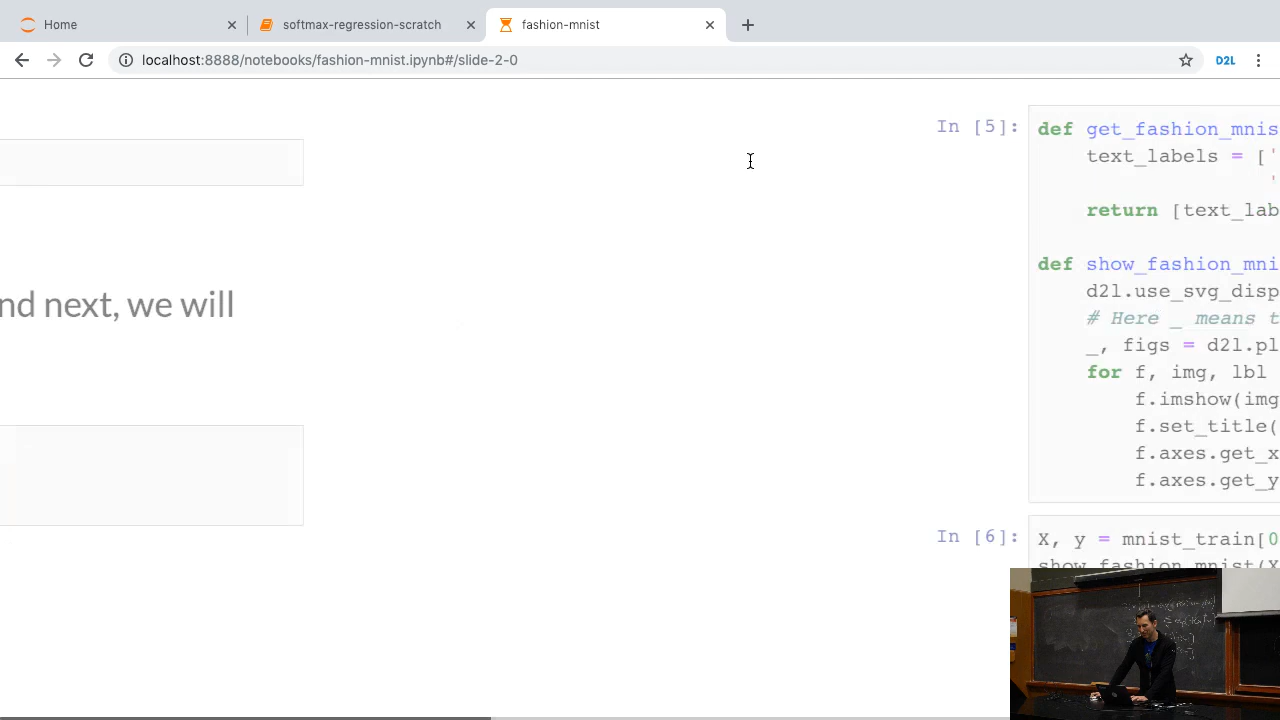 Home
softmax-regression-scratch
fashion-mnist
localhost:8888/notebooks/fashion-mnist.ipynb#/slide-2-0
D2L
nd next, we will
In [5]:
def get_fashion_mnis
text_labels = ['
'
return [text_lab
def show_fashion_mni
d2l.use_svg_disp
# Here _ means t
_, figs = d2l.pl
for f, img, lbl
f.imshow(img
f.set_title(
f.axes.get_x
f.axes.get_y
In [6]:
X, y = mnist_train[0
show_fashion_mnist(X